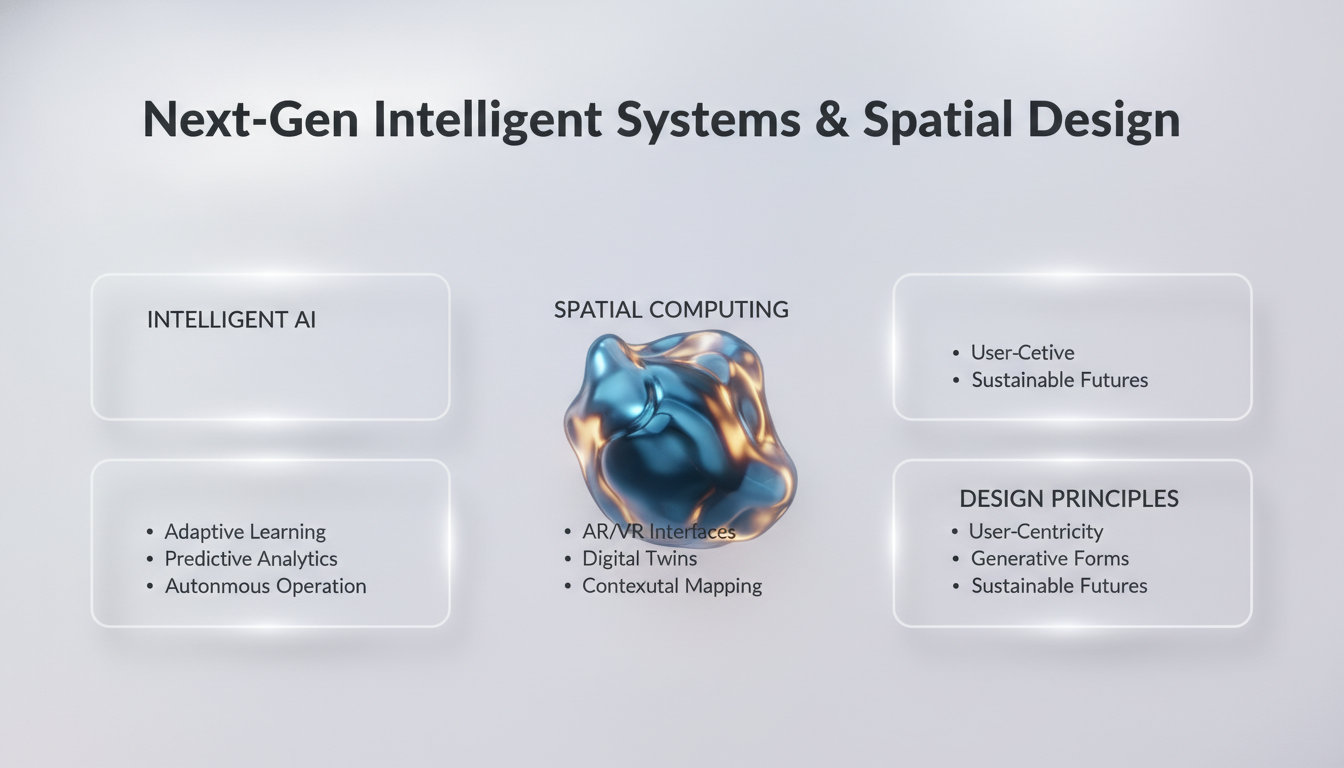 Next-Gen Intelligent Systems & Spatial Design
INTELLIGENT AI
• Adaptive Learning
• Predictive Analytics
• Autonmous Operation
SPATIAL COMPUTING
• AR/VR Interfaces
• Digital Twins
• Contexutal Mapping
• User-Cetive
• Sustainable Futures
DESIGN PRINCIPLES
• User-Centricity
• Generative Forms
• Sustainable Futures